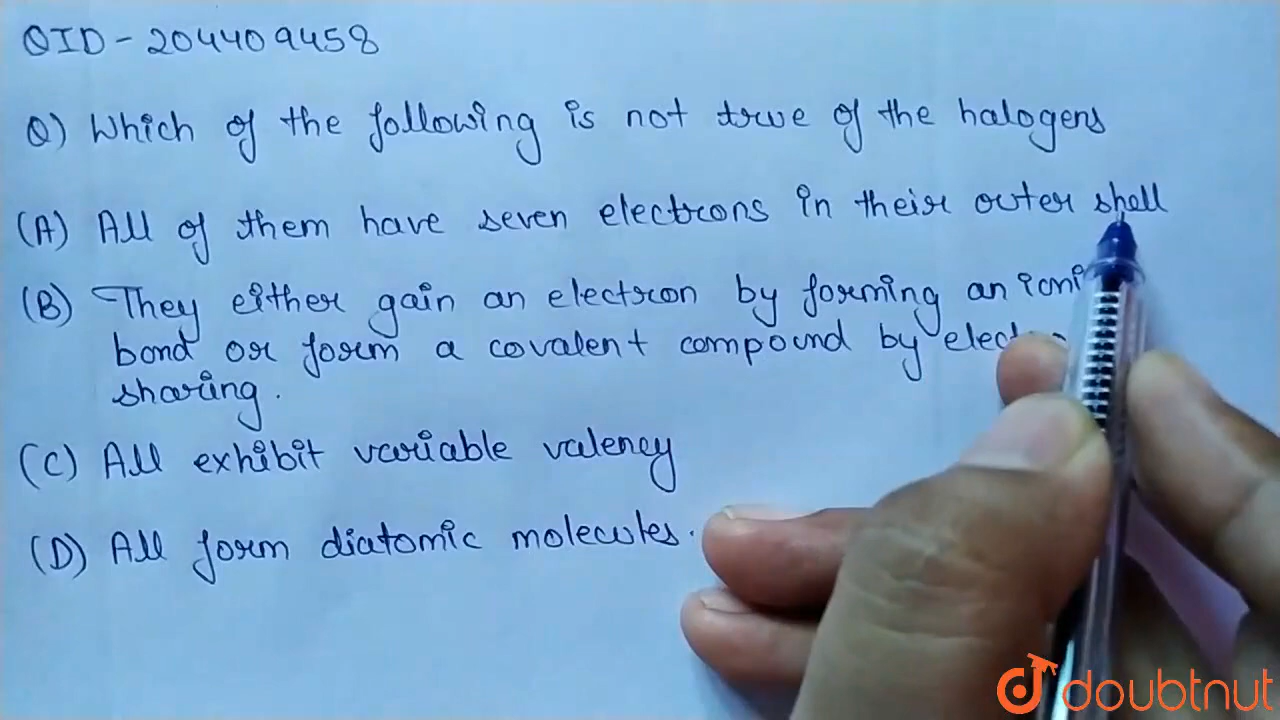 QID - 204409458
Q) Which of the following is not true of the halogens
(A) All of them have seven electrons in their outer shell
(B) They either gain an electron by forming an ioni
bond or form a covalent compound by elect
sharing.
(C) All exhibit variable valency
(D) All form diatomic molecules.
doubtnut